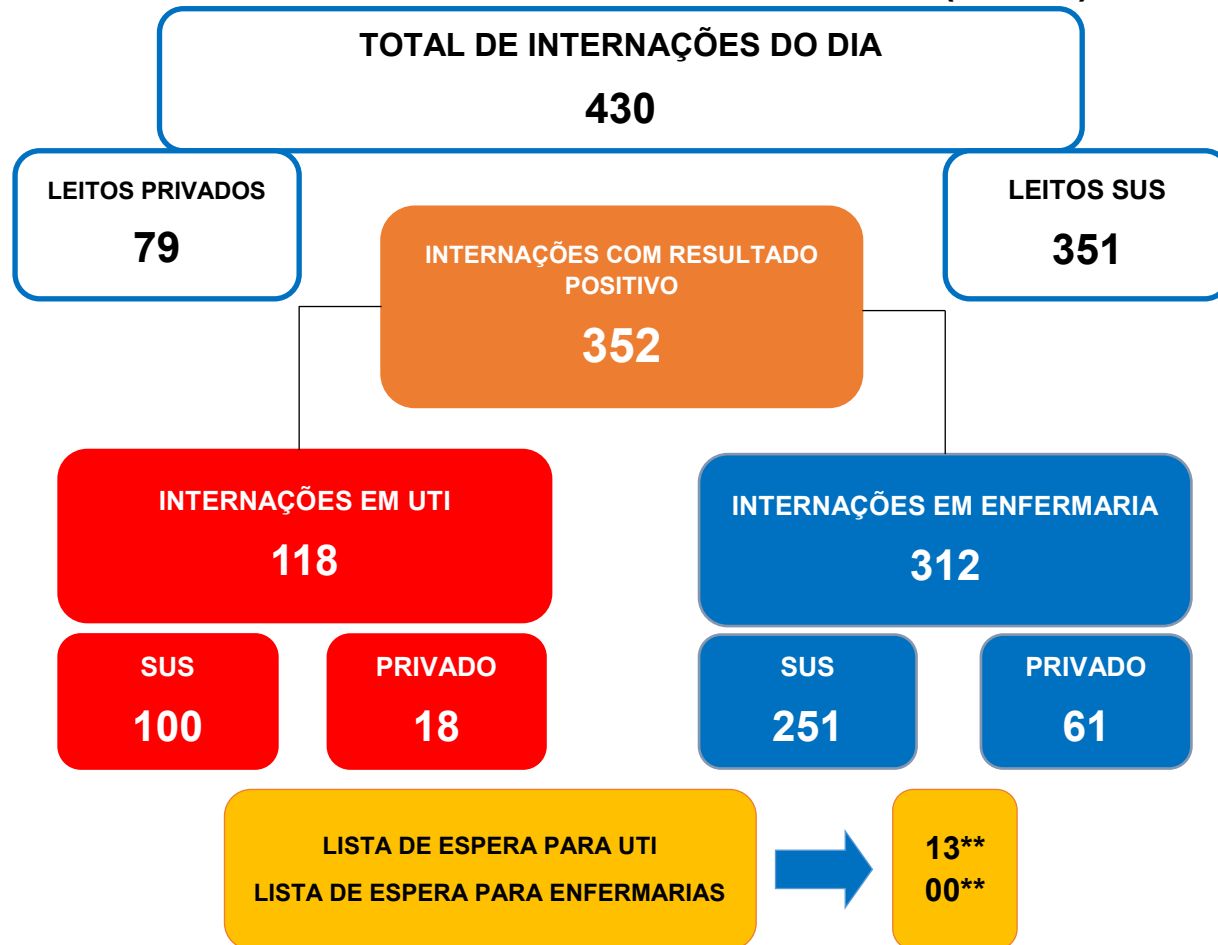 TOTAL DE INTERNAÇÕES DO DIA
430
LEITOS PRIVADOS
79
LEITOS SUS
351
INTERNAÇÕES COM RESULTADO
POSITIVO
352
INTERNAÇÕES EM UTI
118
INTERNAÇÕES EM ENFERMARIA
312
SUS
100
PRIVADO
18
SUS
251
PRIVADO
61
LISTA DE ESPERA PARA UTI
LISTA DE ESPERA PARA ENFERMARIAS
13**
00**